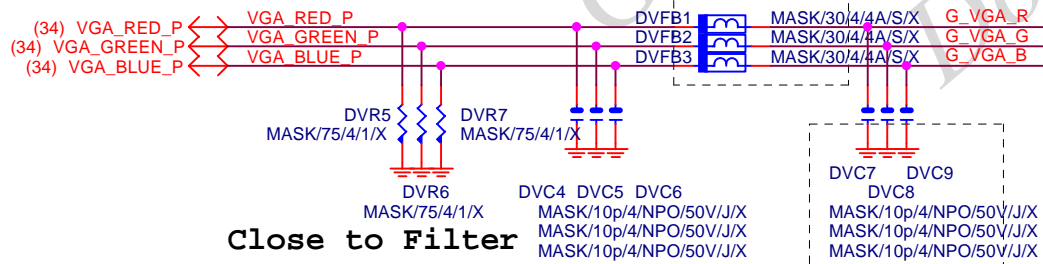 (34) VGA_RED_P VGA_RED_P DVFB1 MASK/30/4/4A/S/X G_VGA_R
(34) VGA_GREEN_P VGA_GREEN_P DVFB2 MASK/30/4/4A/S/X G_VGA_G
(34) VGA_BLUE_P VGA_BLUE_P DVFB3 MASK/30/4/4A/S/X G_VGA_B
DVR5 DVR7
MASK/75/4/1/X MASK/75/4/1/X
DVR6
MASK/75/4/1/X
DVC4 DVC5 DVC6
MASK/10p/4/NPO/50V/J/X
MASK/10p/4/NPO/50V/J/X
MASK/10p/4/NPO/50V/J/X
DVC7 DVC9
DVC8
MASK/10p/4/NPO/50V/J/X
MASK/10p/4/NPO/50V/J/X
MASK/10p/4/NPO/50V/J/X
Close to Filter